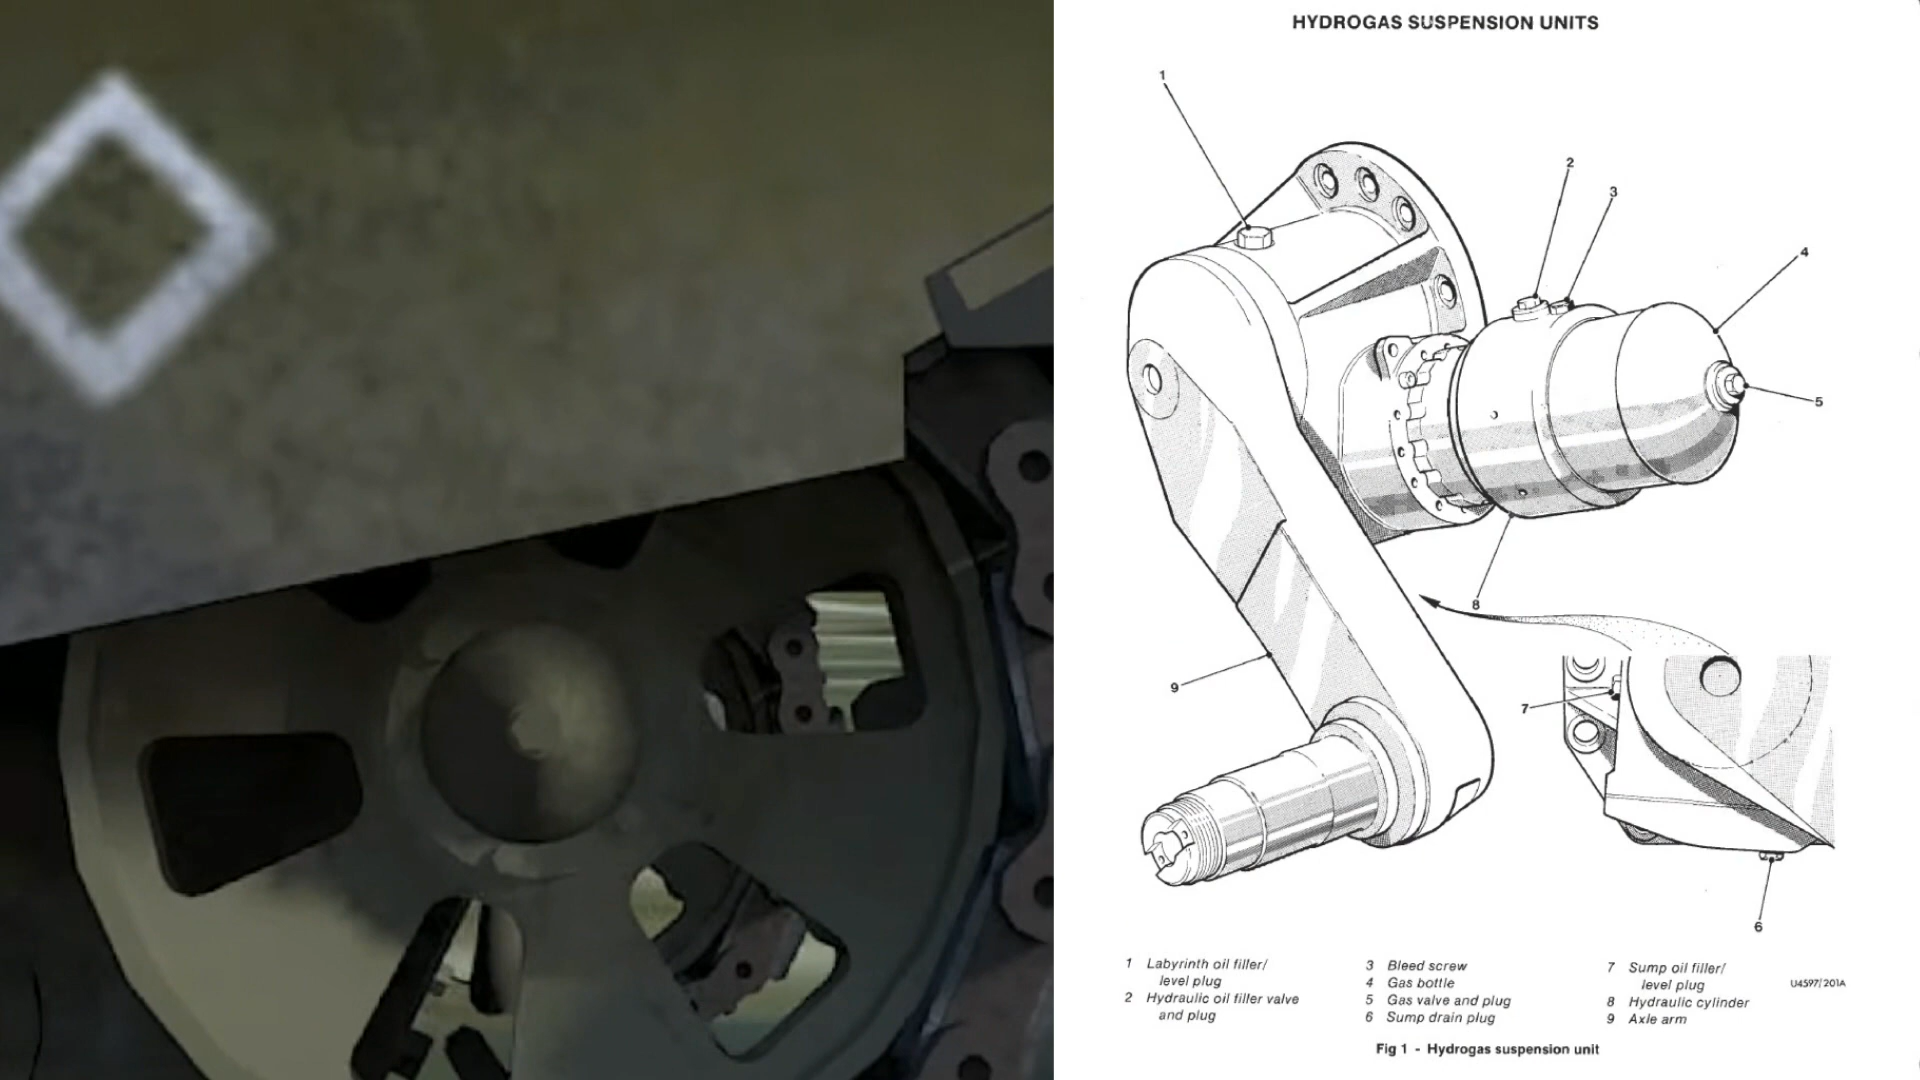 HYDROGAS SUSPENSION UNITS
1
2
3
4
5
8
9
7
6
1 Labyrinth oil filler/
level plug
2 Hydraulic oil filler valve
and plug
3 Bleed screw
4 Gas bottle
5 Gas valve and plug
6 Sump drain plug
7 Sump oil filler/
level plug
8 Hydraulic cylinder
9 Axle arm
U4597/201A
Fig 1 - Hydrogas suspension unit